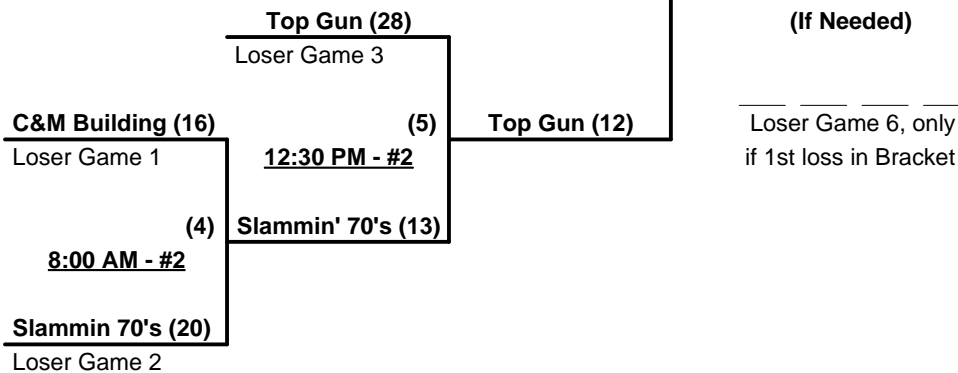 Top Gun (28)
(If Needed)
Loser Game 3
C&M Building (16)
(5)
Top Gun (12)
Loser Game 6, only
Loser Game 1
12:30 PM - #2
if 1st loss in Bracket
(4)
Slammin' 70's (13)
8:00 AM - #2
Slammin 70's (20)
Loser Game 2